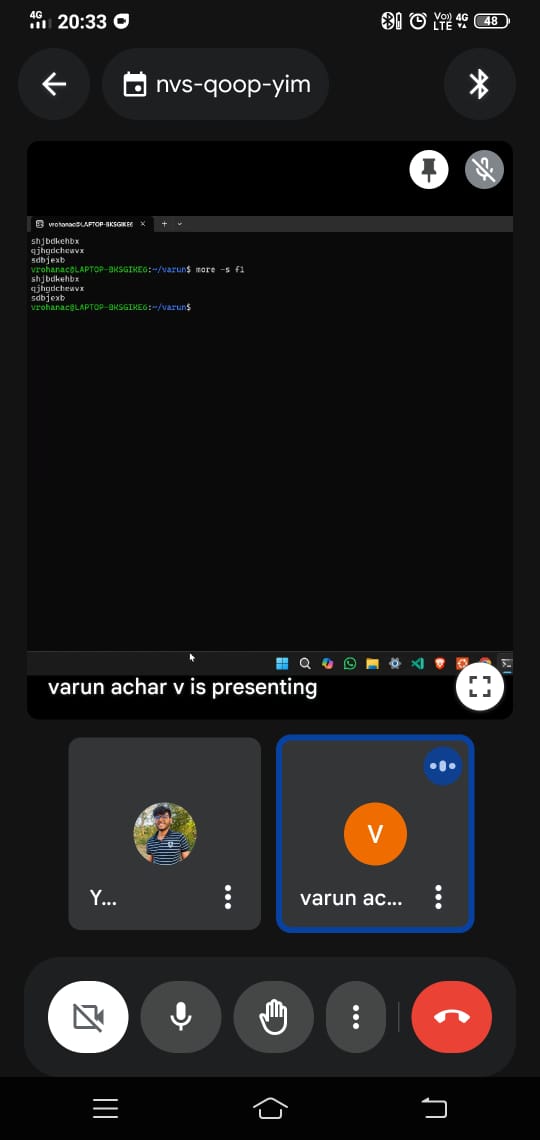 4G 20:33 Vo)) LTE 4G 48
nvs-qoop-yim
vrohanac@LAPTOP-BKSGIKE6: × + ⌄
shjbdkehbx
qjhgdcheavx
sdbjexb
vrohanac@LAPTOP-BKSGIKE6:~/varun$ more -s f1
shjbdkehbx
qjhgdcheavx
sdbjexb
vrohanac@LAPTOP-BKSGIKE6:~/varun$
varun achar v is presenting
V
Y...
varun ac...